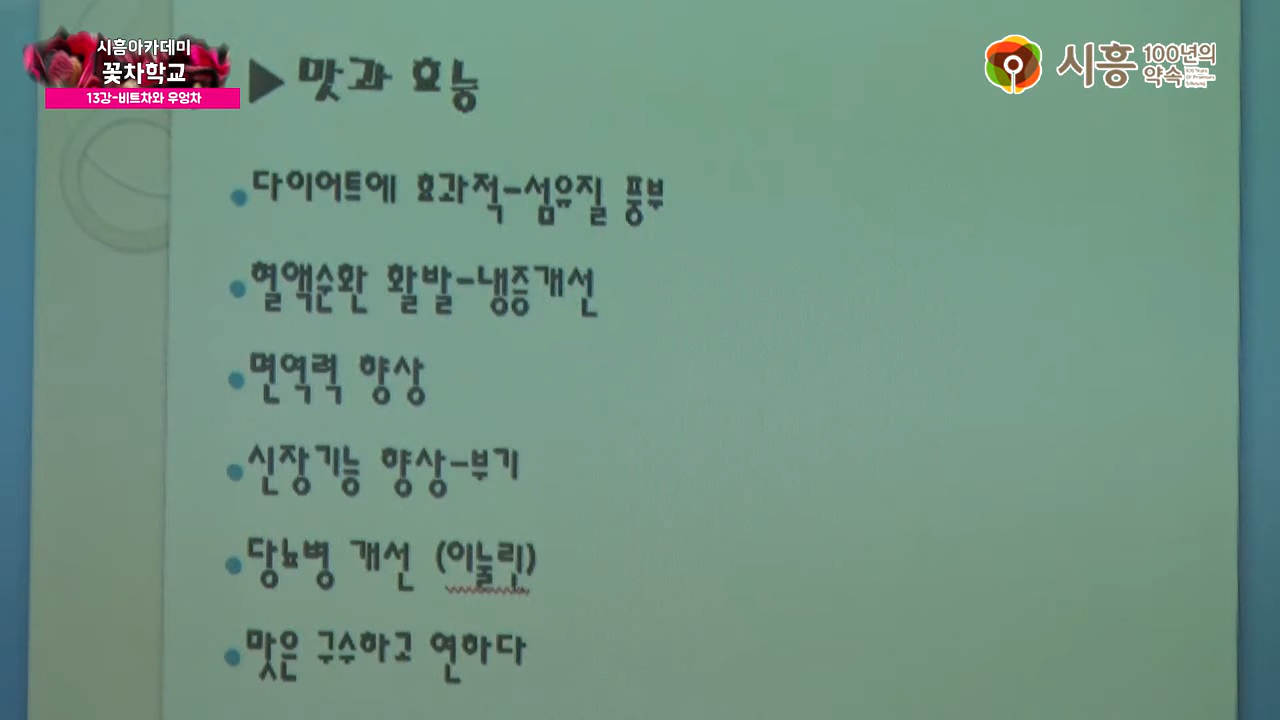 시흥아카데미
꽃차학교
13강-비트차와 우엉차
시흥 100년의
약속
▶ 맛과 효능
다이어트에 효과적-섬유질 풍부
혈액순환 활발-냉증개선
면역력 향상
신장기능 향상-부기
당뇨병 개선 (이눌린)
맛은 구수하고 연하다